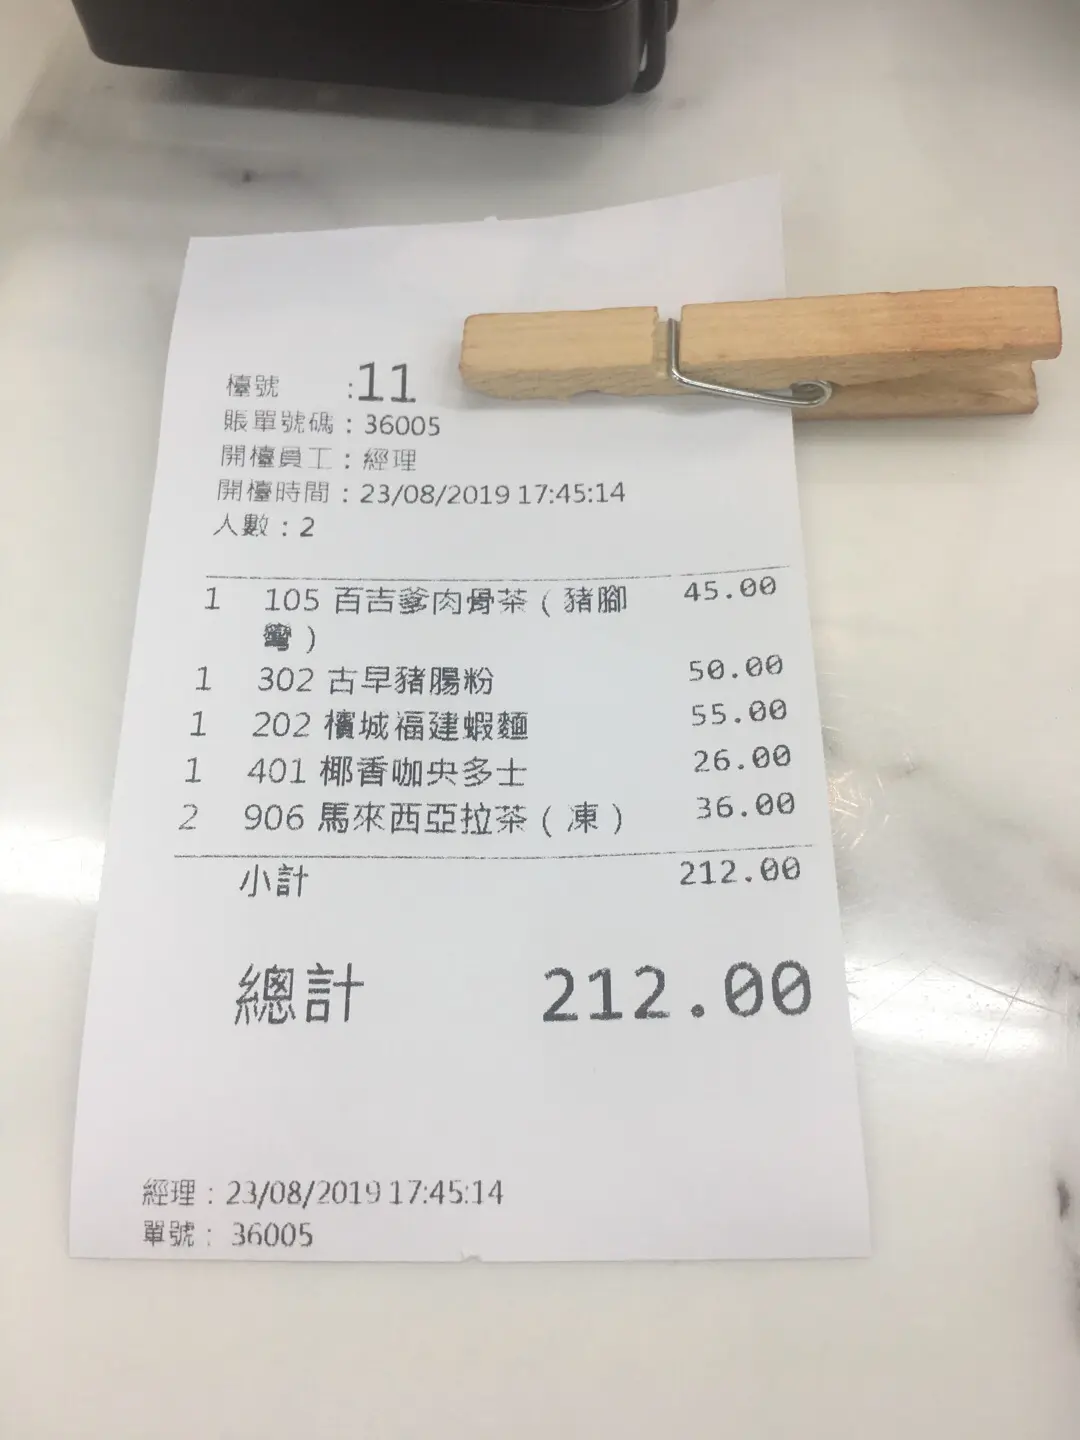 檯號 :11
賬單號碼：36005
開檯員工：經理
開檯時間：23/08/2019 17:45:14
人數：2
1 105 百吉爹肉骨茶（豬腳 45.00
彎）
1 302 古早豬腸粉 50.00
1 202 檳城福建蝦麵 55.00
1 401 椰香咖央多士 26.00
2 906 馬來西亞拉茶（凍） 36.00
小計 212.00
總計 212.00
經理：23/08/2019 17:45:14
單號： 36005